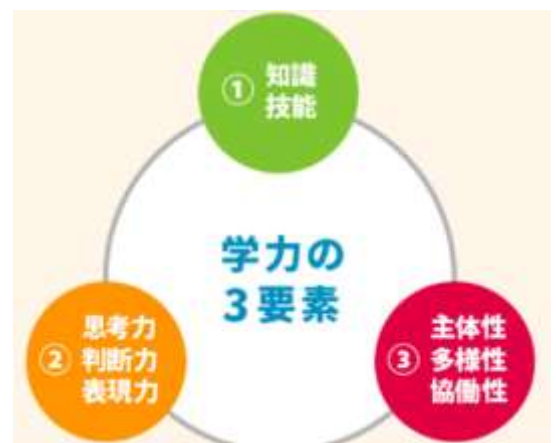 ① 知識
技能
学力の
3要素
思考力
② 判断力
表現力
主体性
③ 多様性
協働性